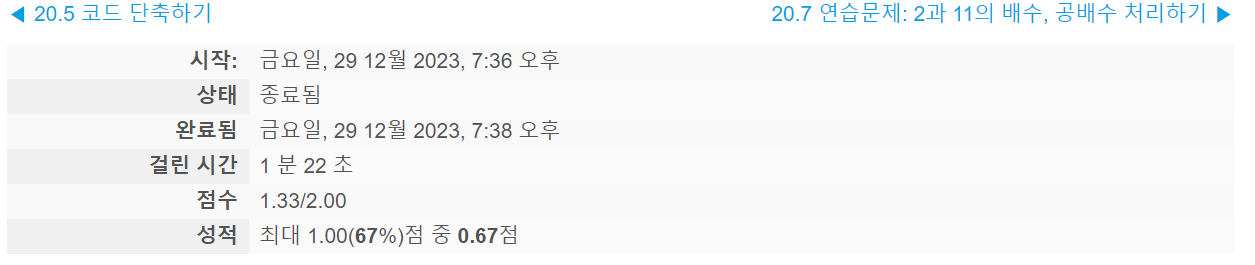 ◀ 20.5 코드 단축하기
20.7 연습문제: 2과 11의 배수, 공배수 처리하기 ▶
시작: 금요일, 29 12월 2023, 7:36 오후
상태 종료됨
완료됨 금요일, 29 12월 2023, 7:38 오후
걸린 시간 1 분 22 초
점수 1.33/2.00
성적 최대 1.00(67%)점 중 0.67점